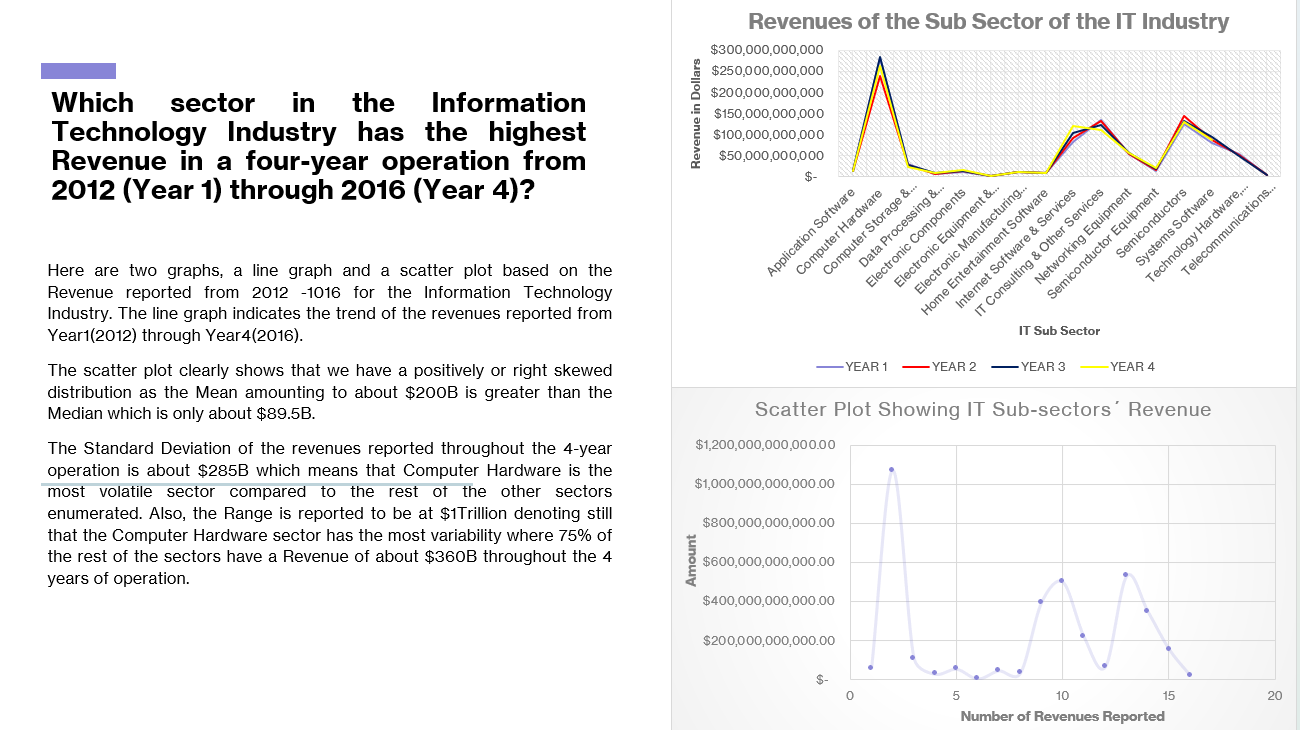 Which sector in the Information
Technology Industry has the highest
Revenue in a four-year operation from
2012 (Year 1) through 2016 (Year 4)?
Here are two graphs, a line graph and a scatter plot based on the
Revenue reported from 2012 -1016 for the Information Technology
Industry. The line graph indicates the trend of the revenues reported from
Year1(2012) through Year4(2016).
The scatter plot clearly shows that we have a positively or right skewed
distribution as the Mean amounting to about $200B is greater than the
Median which is only about $89.5B.
The Standard Deviation of the revenues reported throughout the 4-year
operation is about $285B which means that Computer Hardware is the
most volatile sector compared to the rest of the other sectors
enumerated. Also, the Range is reported to be at $1Trillion denoting still
that the Computer Hardware sector has the most variability where 75% of
the rest of the sectors have a Revenue of about $360B throughout the 4
years of operation.
Revenues of the Sub Sector of the IT Industry
Revenue in Dollars
$300,000,000,000
$250,000,000,000
$200,000,000,000
$150,000,000,000
$100,000,000,000
$50,000,000,000
$-
Application Software
Computer Hardware
Computer Storage &...
Data Processing &...
Electronic Components
Electronic Equipment &...
Electronic Manufacturing...
Home Entertainment Software
Internet Software & Services
IT Consulting & Other Services
Networking Equipment
Semiconductor Equipment
Semiconductors
Systems Software
Technology Hardware,...
Telecommunications...
IT Sub Sector
YEAR 1 YEAR 2 YEAR 3 YEAR 4
Scatter Plot Showing IT Sub-sectors´ Revenue
Amount
$1,200,000,000,000.00
$1,000,000,000,000.00
$800,000,000,000.00
$600,000,000,000.00
$400,000,000,000.00
$200,000,000,000.00
$-
0 5 10 15 20
Number of Revenues Reported